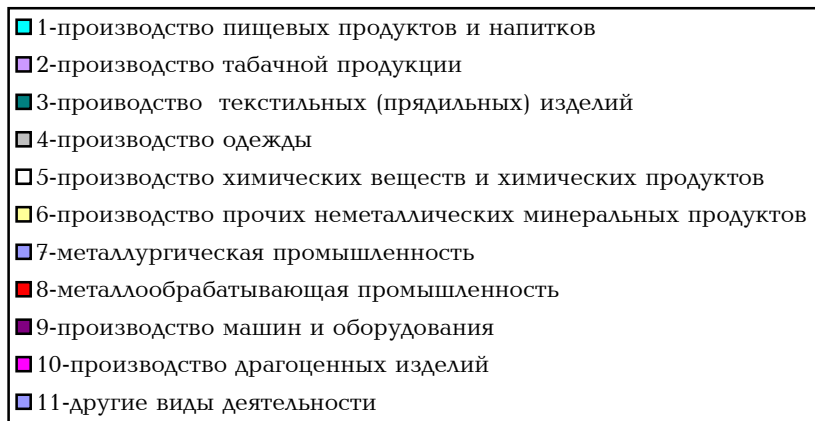 1-производство пищевых продуктов и напитков
2-производство табачной продукции
3-проиводство текстильных (прядильных) изделий
4-производство одежды
5-производство химических веществ и химических продуктов
6-производство прочих неметаллических минеральных продуктов
7-металлургическая промышленность
8-металлообрабатывающая промышленность
9-производство машин и оборудования
10-производство драгоценных изделий
11-другие виды деятельности